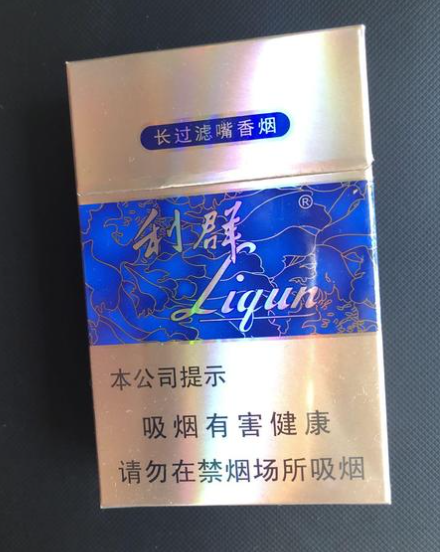 长过滤嘴香烟
利群 ®
Liqun
本公司提示
吸烟有害健康
请勿在禁烟场所吸烟